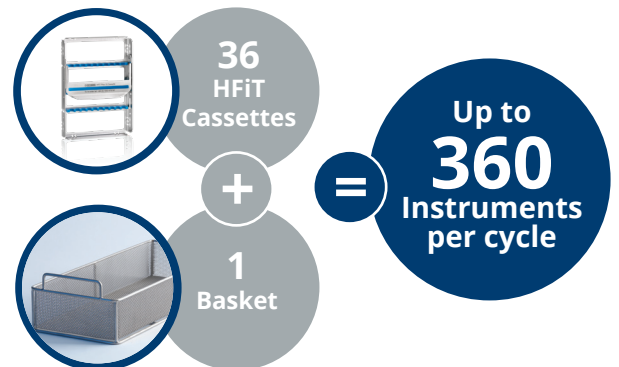 36
HFiT
Cassettes
+
1
Basket
=
Up to
360
Instruments
per cycle